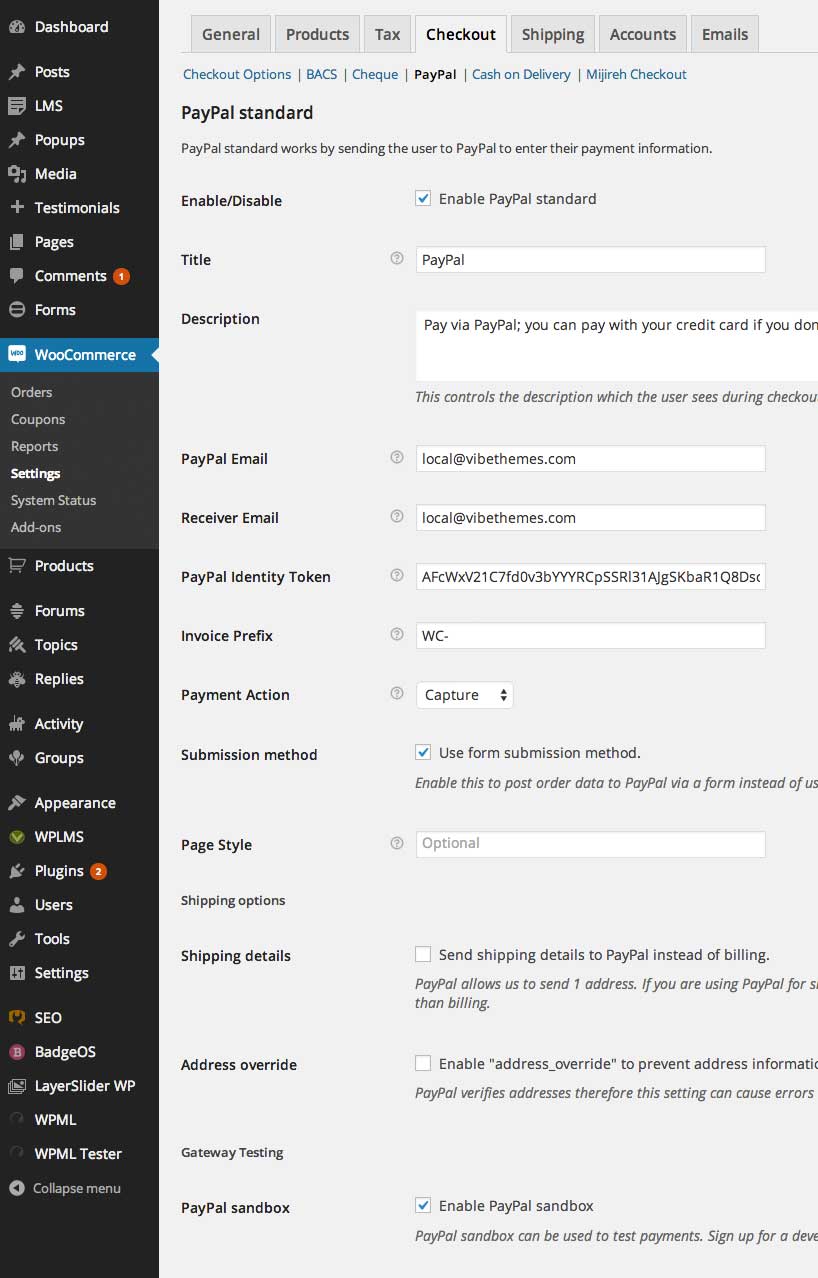 Dashboard
Posts
LMS
Popups
Media
Testimonials
Pages
Comments 1
Forms
WooCommerce
Orders
Coupons
Reports
Settings
System Status
Add-ons
Products
Forums
Topics
Replies
Activity
Groups
Appearance
WPLMS
Plugins 2
Users
Tools
Settings
SEO
BadgeOS
LayerSlider WP
WPML
WPML Tester
Collapse menu
General Products Tax Checkout Shipping Accounts Emails
Checkout Options | BACS | Cheque | PayPal | Cash on Delivery | Mijireh Checkout
PayPal standard
PayPal standard works by sending the user to PayPal to enter their payment information.
Enable/Disable Enable PayPal standard
Title ? PayPal
Description Pay via PayPal; you can pay with your credit card if you don
This controls the description which the user sees during checkou
PayPal Email ? local@vibethemes.com
Receiver Email ? local@vibethemes.com
PayPal Identity Token ? AFcWxV21C7fd0v3bYYYRCpSSRl31AJgSKbaR1Q8Dsc
Invoice Prefix ? WC-
Payment Action ? Capture
Submission method Use form submission method.
Enable this to post order data to PayPal via a form instead of us
Page Style ? Optional
Shipping options
Shipping details Send shipping details to PayPal instead of billing.
PayPal allows us to send 1 address. If you are using PayPal for s
than billing.
Address override Enable "address_override" to prevent address informatio
PayPal verifies addresses therefore this setting can cause errors
Gateway Testing
PayPal sandbox Enable PayPal sandbox
PayPal sandbox can be used to test payments. Sign up for a deve